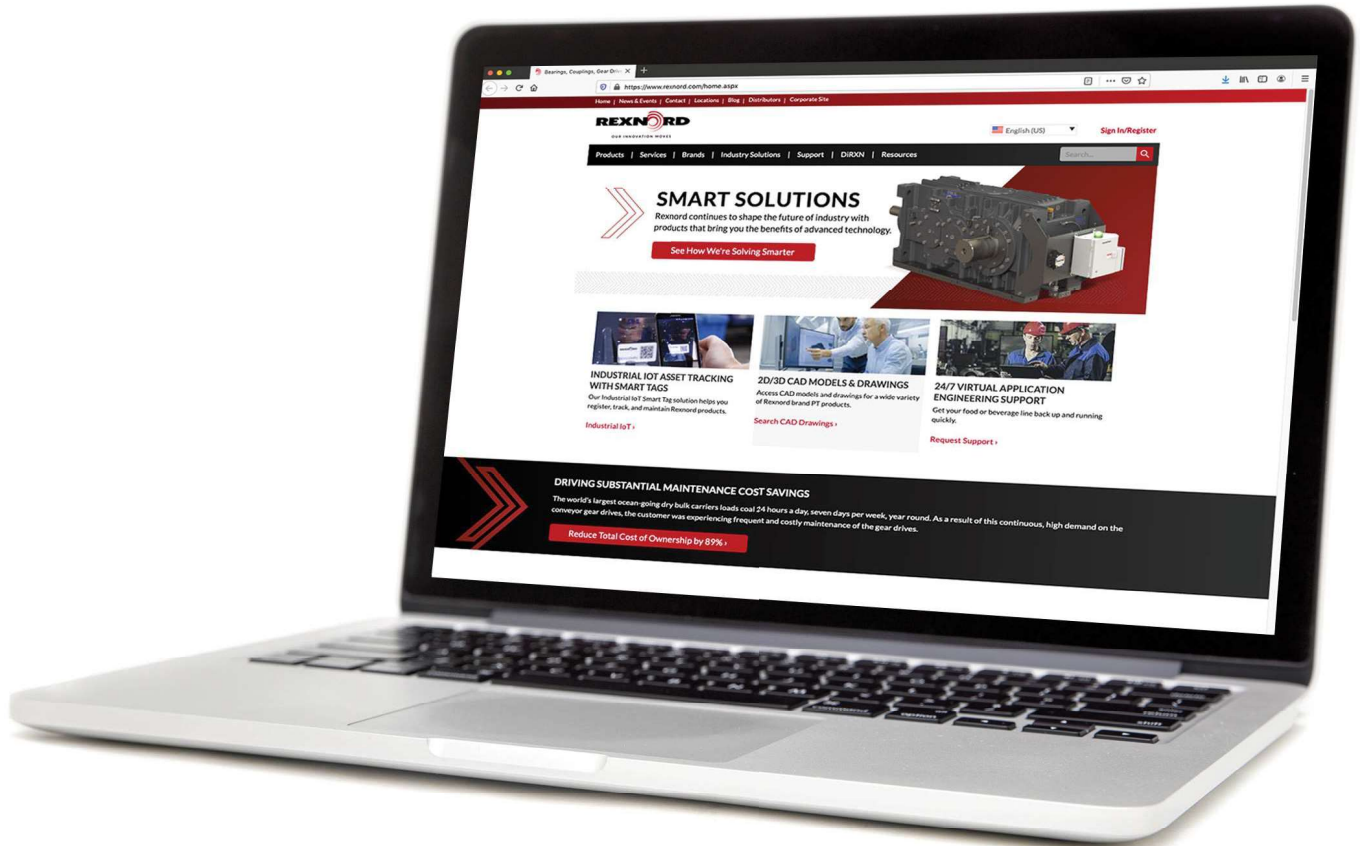 Bearings, Couplings, Gear Driv
https://www.rexnord.com/home.aspx
Home | News & Events | Contact | Locations | Blog | Distributors | Corporate Site
REXNORD
OUR INNOVATION MOVES
English (US)
Sign In/Register
Products | Services | Brands | Industry Solutions | Support | DiRXN | Resources
Search...
SMART SOLUTIONS
Rexnord continues to shape the future of industry with
products that bring you the benefits of advanced technology.
See How We're Solving Smarter
INDUSTRIAL IOT ASSET TRACKING
WITH SMART TAGS
Our Industrial IoT Smart Tag solution helps you
register, track, and maintain Rexnord products.
Industrial IoT ›
2D/3D CAD MODELS & DRAWINGS
Access CAD models and drawings for a wide variety
of Rexnord brand PT products.
Search CAD Drawings ›
24/7 VIRTUAL APPLICATION
ENGINEERING SUPPORT
Get your food or beverage line back up and running
quickly.
Request Support ›
DRIVING SUBSTANTIAL MAINTENANCE COST SAVINGS
The world's largest ocean-going dry bulk carriers loads coal 24 hours a day, seven days per week, year round. As a result of this continuous, high demand on the
conveyor gear drives, the customer was experiencing frequent and costly maintenance of the gear drives.
Reduce Total Cost of Ownership by 89% ›
command
option
shift